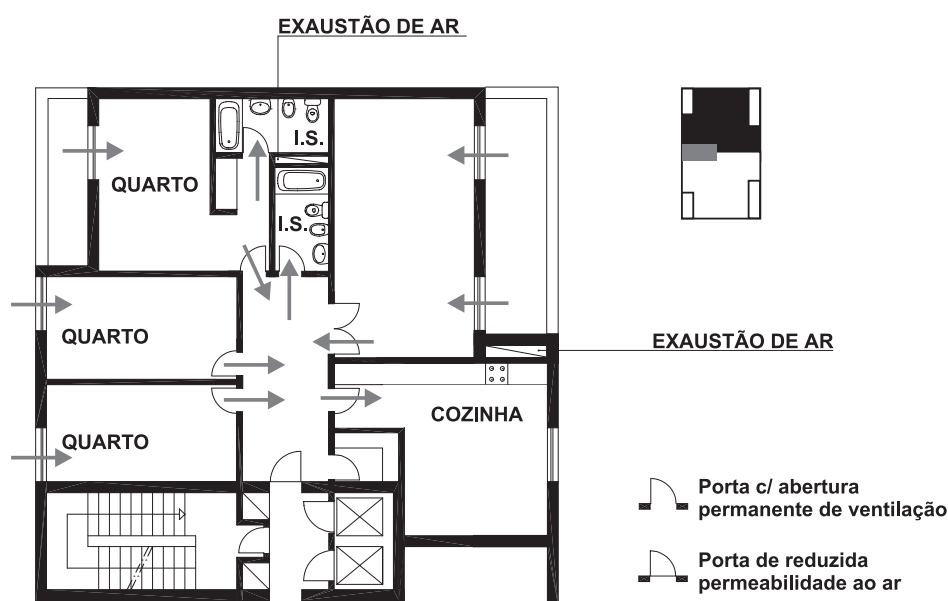 EXAUSTÃO DE AR
I.S.
QUARTO
I.S.
QUARTO
EXAUSTÃO DE AR
COZINHA
QUARTO
Porta c/ abertura
permanente de ventilação
Porta de reduzida
permeabilidade ao ar